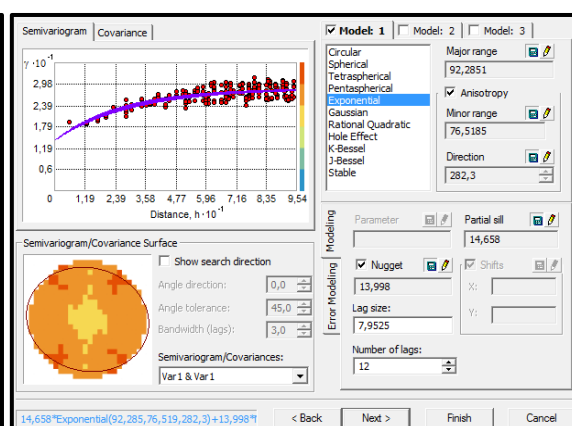 Semivariogram Covariance
γ·10⁻¹
2,98
2,39
1,79
1,19
0,6
0 1,19 2,39 3,58 4,77 5,96 7,16 8,35 9,54
Distance, h·10⁻¹
Model: 1 Model: 2 Model: 3
Circular
Spherical
Tetraspherical
Pentaspherical
Exponential
Gaussian
Rational Quadratic
Hole Effect
K-Bessel
J-Bessel
Stable
Major range
92,2851
Anisotropy
Minor range
76,5185
Direction
282,3
Semivariogram/Covariance Surface
Show search direction
Angle direction: 0,0
Angle tolerance: 45,0
Bandwidth (lags): 3,0
Semivariogram/Covariances:
Var1 & Var1
Modeling
Error Modeling
Parameter
Partial sill
14,658
Nugget
13,998
Shifts
X:
Y:
Lag size:
7,9525
Number of lags:
12
14,658*Exponential(92,285,76,519,282,3)+13,998*
< Back Next > Finish Cancel